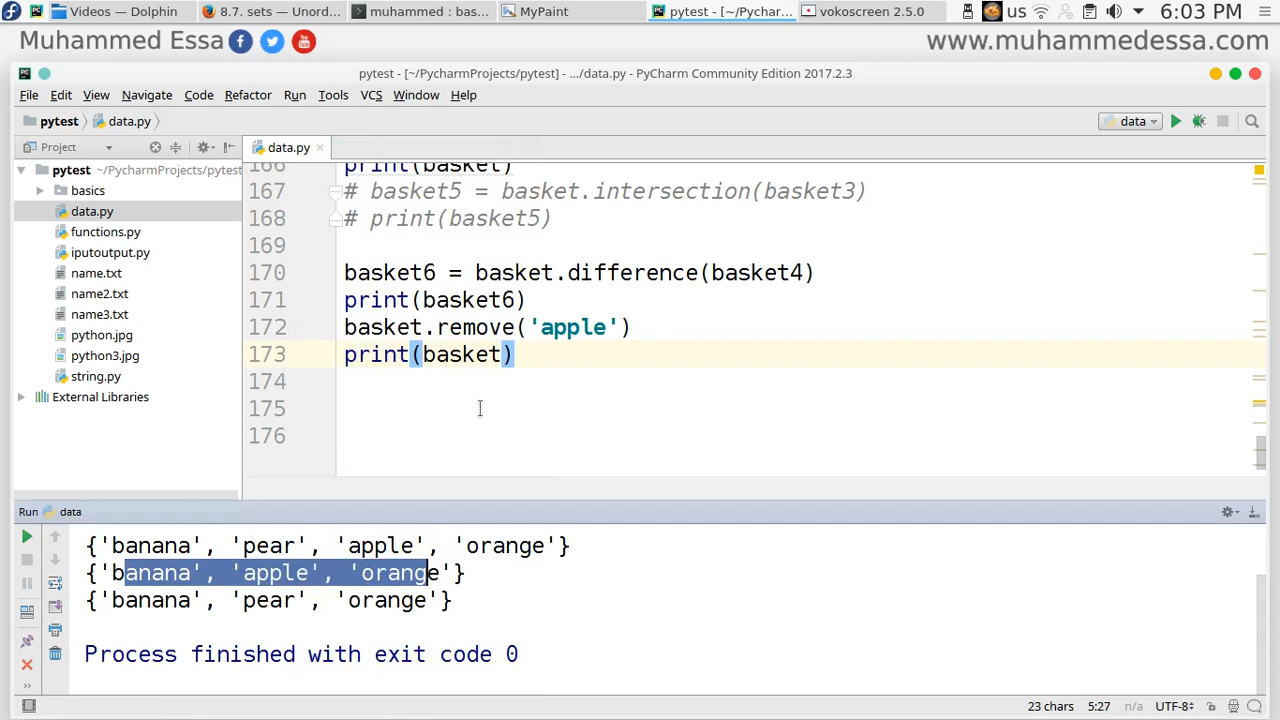 Videos — Dolphin
8.7. sets — Unord...
muhammed : bas...
MyPaint
pytest - [~/Pychar...
vokoscreen 2.5.0
us
6:03 PM
Muhammed Essa
www.muhammedessa.com
pytest - [~/PycharmProjects/pytest] - .../data.py - PyCharm Community Edition 2017.2.3
File Edit View Navigate Code Refactor Run Tools VCS Window Help
pytest data.py
data
Project
data.py
pytest ~/PycharmProjects/pytest
basics
data.py
functions.py
iputoutput.py
name.txt
name2.txt
name3.txt
python.jpg
python3.jpg
string.py
External Libraries
166 print(basket)
167 # basket5 = basket.intersection(basket3)
168 # print(basket5)
169
170 basket6 = basket.difference(basket4)
171 print(basket6)
172 basket.remove('apple')
173 print(basket)
174
175
176
Run data
{'banana', 'pear', 'apple', 'orange'}
{'banana', 'apple', 'orange'}
{'banana', 'pear', 'orange'}
Process finished with exit code 0
23 chars 5:27 n/a UTF-8